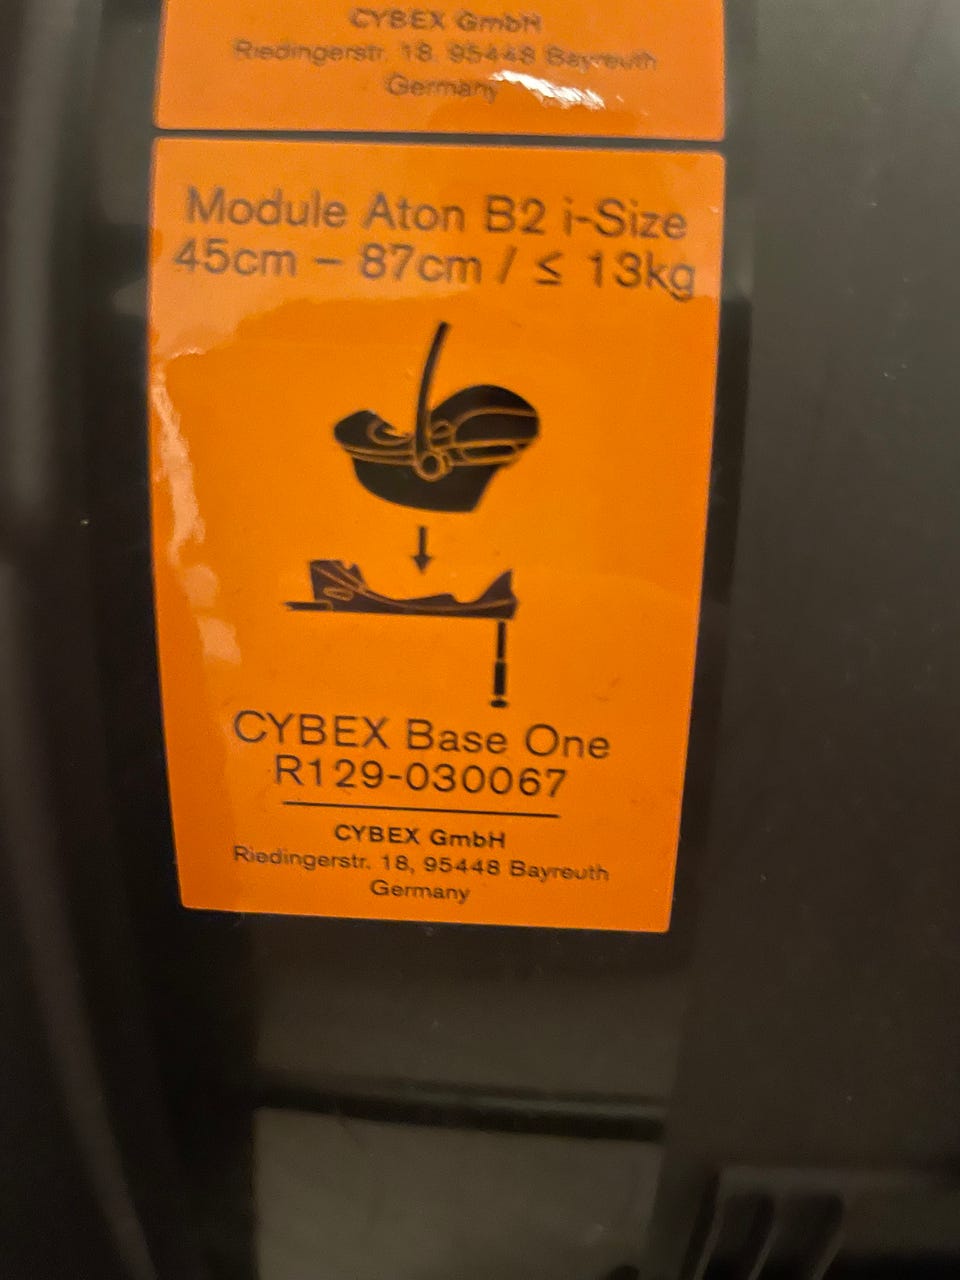 CYBEX GmbH
Riedingerstr. 18, 95448 Bayreuth
Germany
Module Aton B2 i-Size
45cm – 87cm / ≤ 13kg
CYBEX Base One
R129-030067
CYBEX GmbH
Riedingerstr. 18, 95448 Bayreuth
Germany